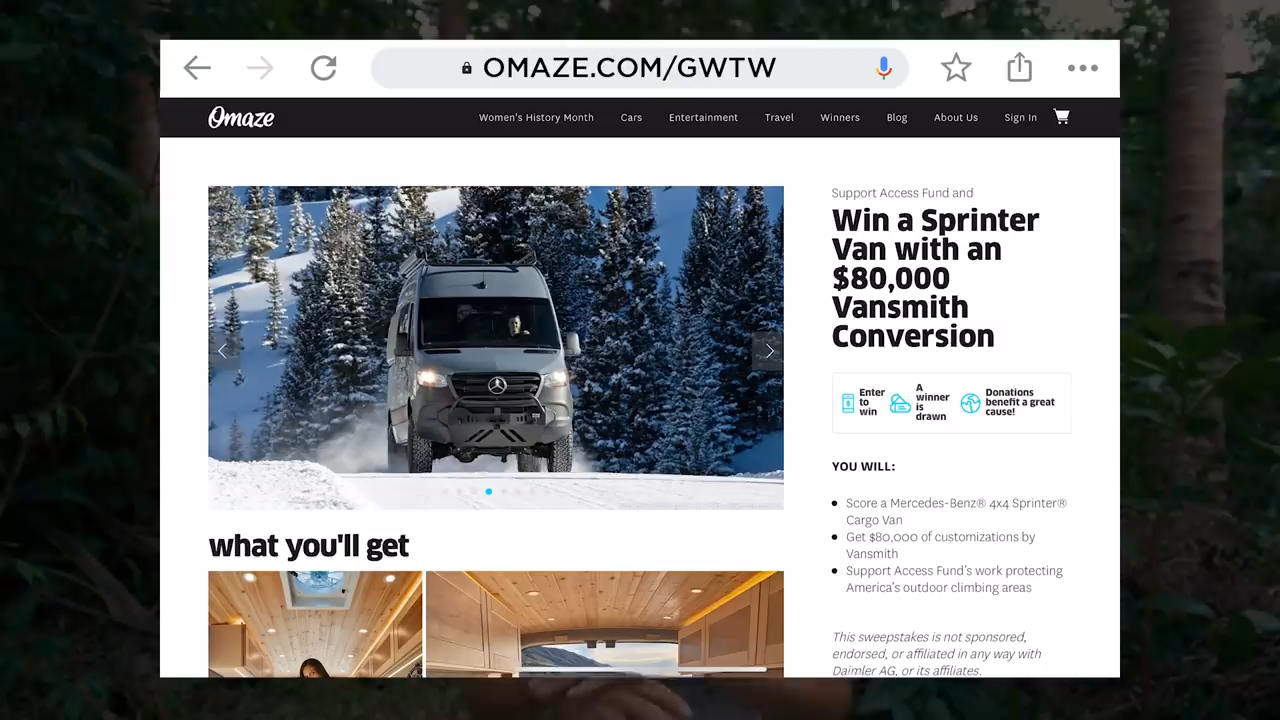 OMAZE.COM/GWTW
Omaze
Women's History Month
Cars
Entertainment
Travel
Winners
Blog
About Us
Sign In
Support Access Fund and
Win a Sprinter
Van with an
$80,000
Vansmith
Conversion
Enter
to
win
A
winner
is
drawn
Donations
benefit a great
cause!
YOU WILL:
Score a Mercedes-Benz® 4x4 Sprinter®
Cargo Van
Get $80,000 of customizations by
Vansmith
Support Access Fund's work protecting
America's outdoor climbing areas
This sweepstakes is not sponsored,
endorsed, or affiliated in any way with
Daimler AG, or its affiliates.
what you'll get